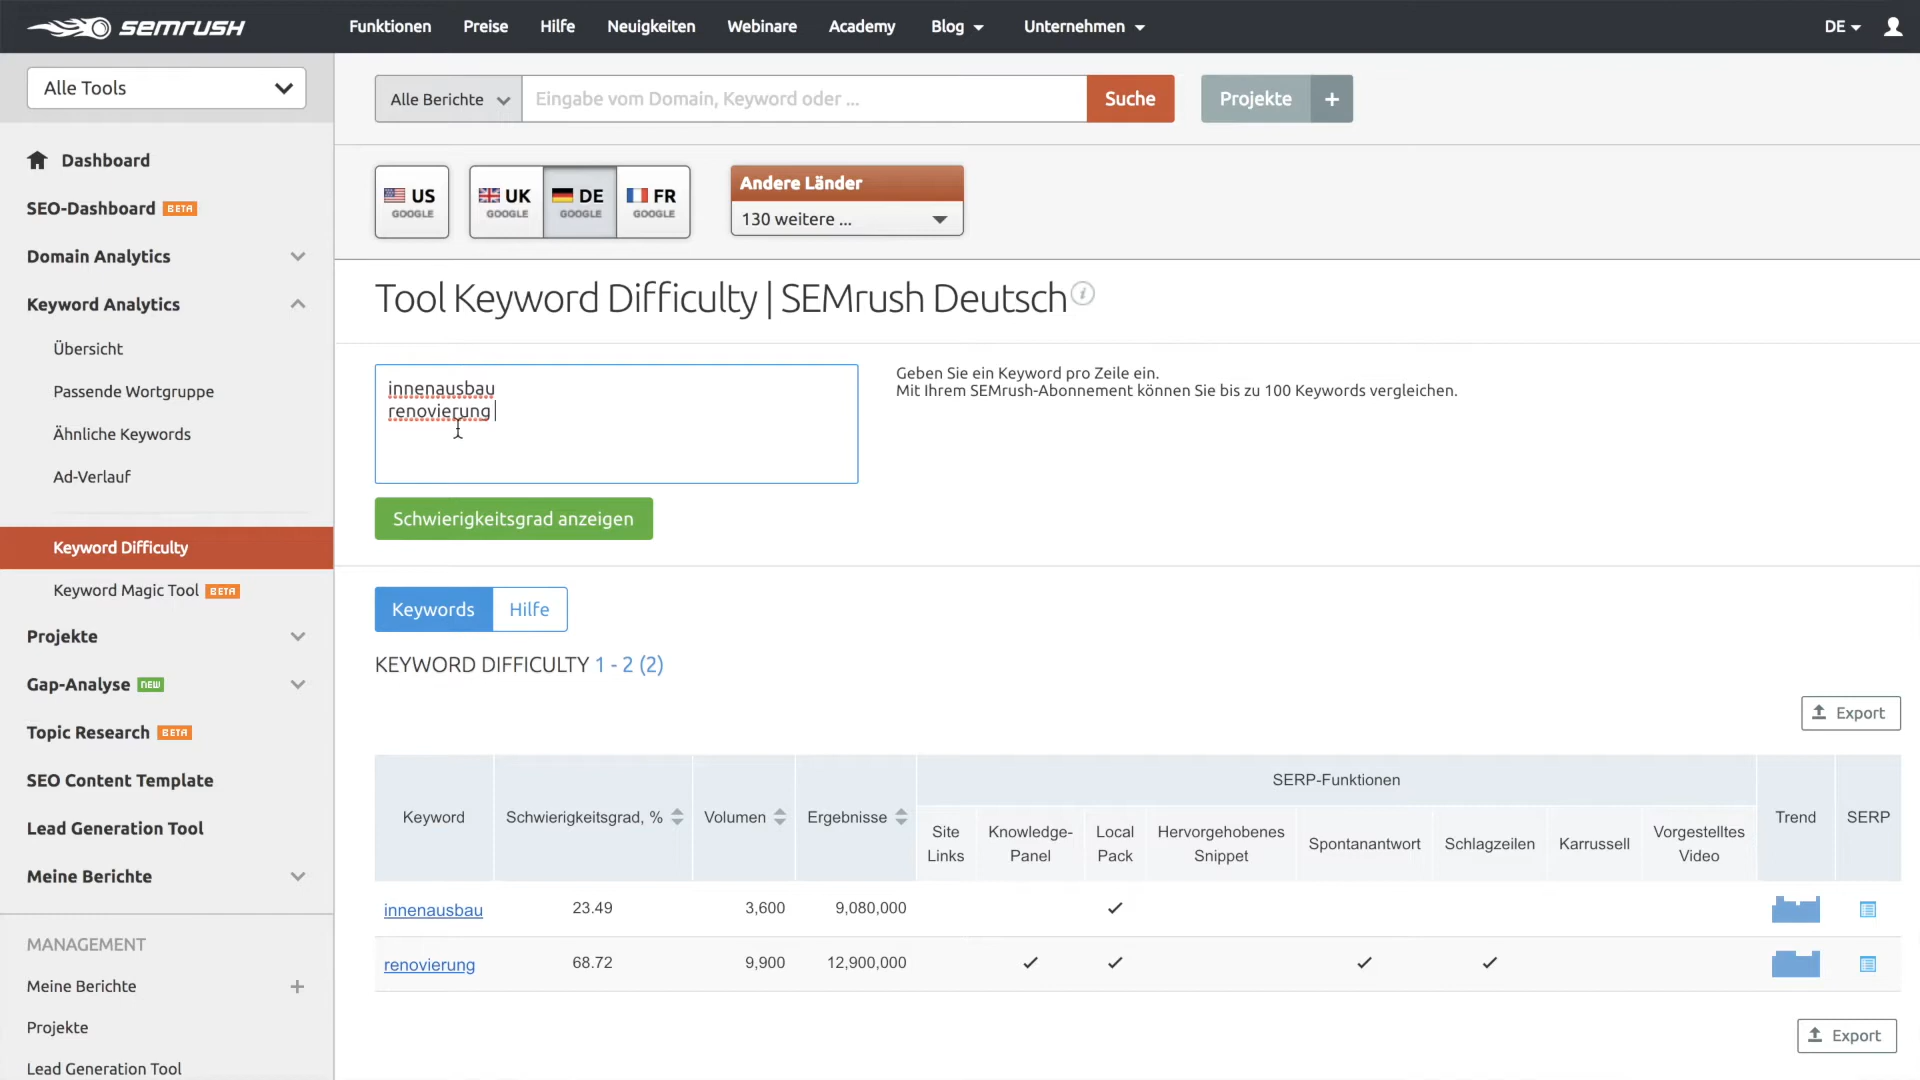 semrush
Funktionen Preise Hilfe Neuigkeiten Webinare Academy Blog Unternehmen DE
Alle Tools
Alle Berichte Eingabe vom Domain, Keyword oder ... Suche Projekte +
Dashboard
SEO-Dashboard BETA
Domain Analytics
Keyword Analytics
Übersicht
Passende Wortgruppe
Ähnliche Keywords
Ad-Verlauf
Keyword Difficulty
Keyword Magic Tool BETA
Projekte
Gap-Analyse NEW
Topic Research BETA
SEO Content Template
Lead Generation Tool
Meine Berichte
MANAGEMENT
Meine Berichte +
Projekte
Lead Generation Tool
US GOOGLE
UK GOOGLE
DE GOOGLE
FR GOOGLE
Andere Länder
130 weitere ...
Tool Keyword Difficulty | SEMrush Deutsch i
innenausbau
renovierung
Geben Sie ein Keyword pro Zeile ein.
Mit Ihrem SEMrush-Abonnement können Sie bis zu 100 Keywords vergleichen.
Schwierigkeitsgrad anzeigen
Keywords Hilfe
KEYWORD DIFFICULTY 1 - 2 (2)
Export
Keyword Schwierigkeitsgrad, % Volumen Ergebnisse SERP-Funktionen Trend SERP
Site Links Knowledge-Panel Local Pack Hervorgehobenes Snippet Spontanantwort Schlagzeilen Karrussell Vorgestelltes Video
innenausbau 23.49 3,600 9,080,000 ✓
renovierung 68.72 9,900 12,900,000 ✓ ✓ ✓ ✓
Export